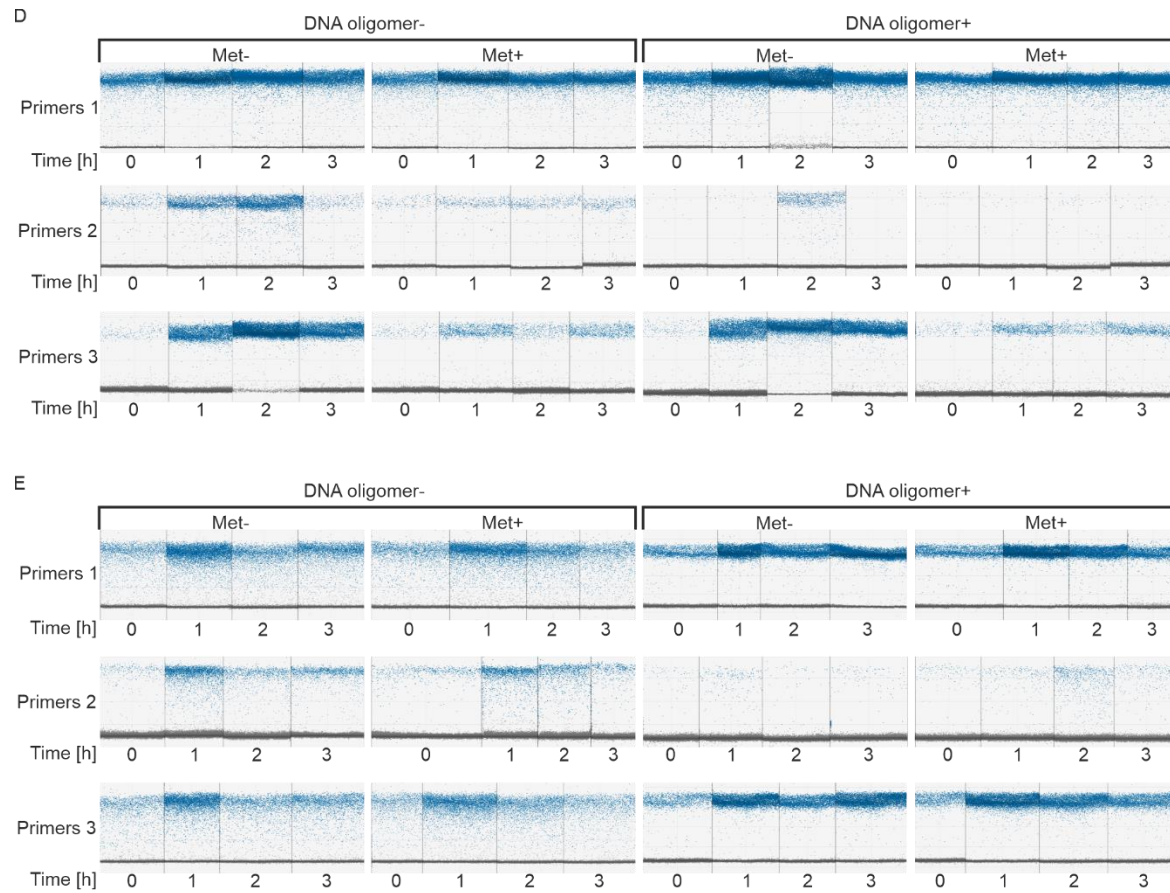 D
DNA oligomer- DNA oligomer+
Met- Met+ Met- Met+
Primers 1
Time [h] 0 1 2 3 0 1 2 3 0 1 2 3 0 1 2 3
Primers 2
Time [h] 0 1 2 3 0 1 2 3 0 1 2 3 0 1 2 3
Primers 3
Time [h] 0 1 2 3 0 1 2 3 0 1 2 3 0 1 2 3
E
DNA oligomer- DNA oligomer+
Met- Met+ Met- Met+
Primers 1
Time [h] 0 1 2 3 0 1 2 3 0 1 2 3 0 1 2 3
Primers 2
Time [h] 0 1 2 3 0 1 2 3 0 1 2 3 0 1 2 3
Primers 3
Time [h] 0 1 2 3 0 1 2 3 0 1 2 3 0 1 2 3